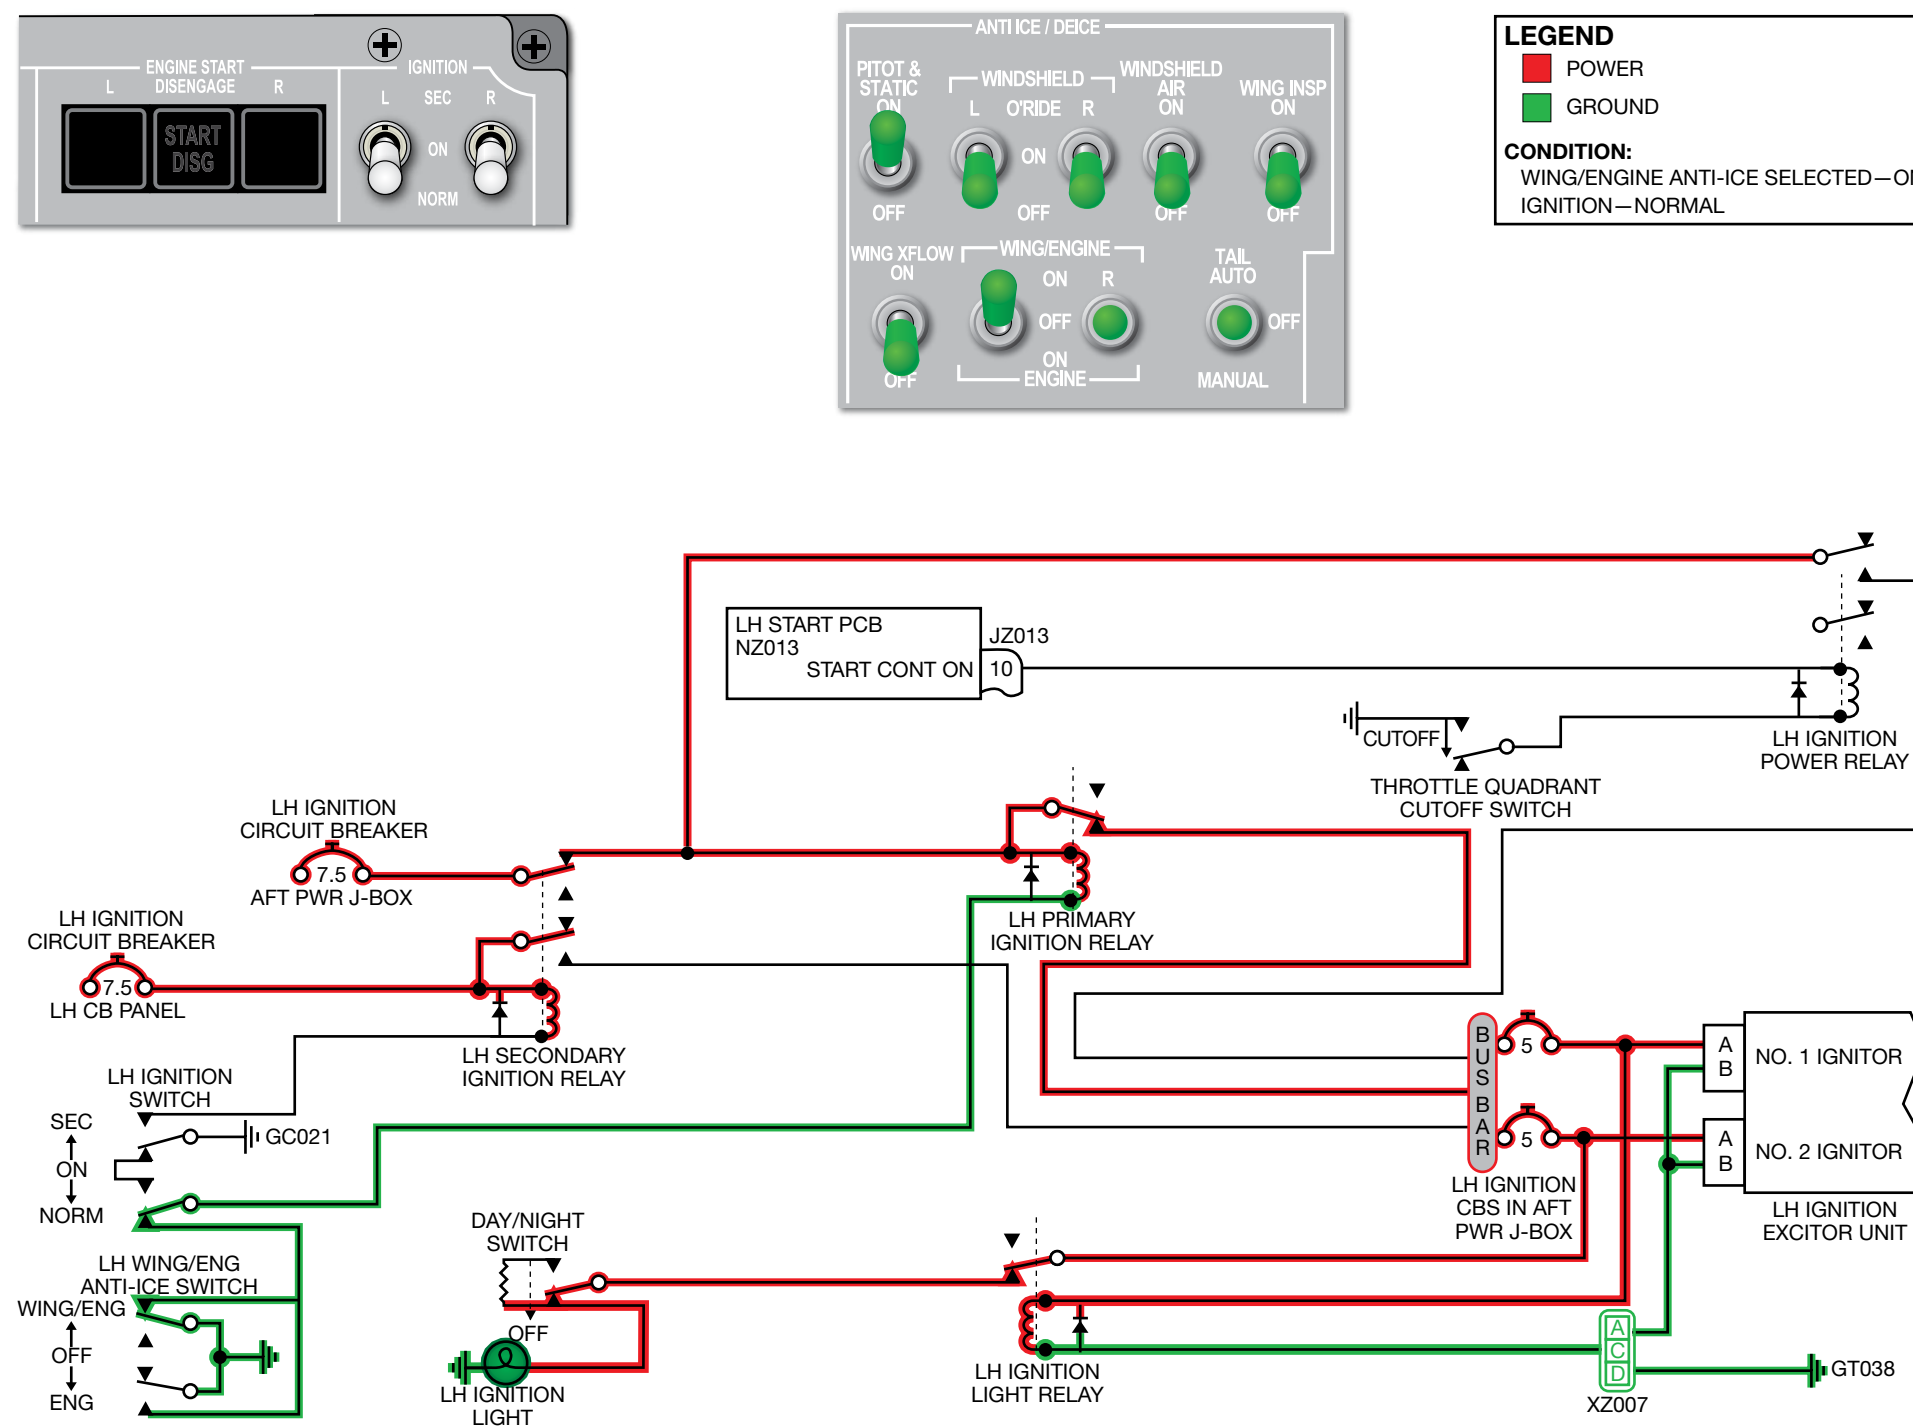 ENGINE START
DISENGAGE
L
R
START
DISG
IGNITION
L SEC R
ON
NORM
ANTI ICE / DEICE
PITOT &
STATIC
ON
OFF
WINDSHIELD
L O'RIDE R
ON
OFF
WINDSHIELD
AIR
ON
OFF
WING INSP
ON
OFF
WING XFLOW
ON
OFF
WING/ENGINE
ON R
OFF
ON
ENGINE
TAIL
AUTO
OFF
MANUAL
LEGEND
POWER
GROUND
CONDITION:
WING/ENGINE ANTI-ICE SELECTED—ON
IGNITION—NORMAL
LH START PCB
NZ013
START CONT ON
JZ013
10
CUTOFF
THROTTLE QUADRANT
CUTOFF SWITCH
LH IGNITION
POWER RELAY
LH IGNITION
CIRCUIT BREAKER
7.5
AFT PWR J-BOX
LH IGNITION
CIRCUIT BREAKER
7.5
LH CB PANEL
LH PRIMARY
IGNITION RELAY
LH SECONDARY
IGNITION RELAY
LH IGNITION
SWITCH
SEC
ON
NORM
GC021
LH WING/ENG
ANTI-ICE SWITCH
WING/ENG
OFF
ENG
DAY/NIGHT
SWITCH
OFF
LH IGNITION
LIGHT
LH IGNITION
LIGHT RELAY
BUS BAR
5
5
LH IGNITION
CBS IN AFT
PWR J-BOX
A
B
NO. 1 IGNITOR
A
B
NO. 2 IGNITOR
LH IGNITION
EXCITOR UNIT
A
C
D
XZ007
GT038